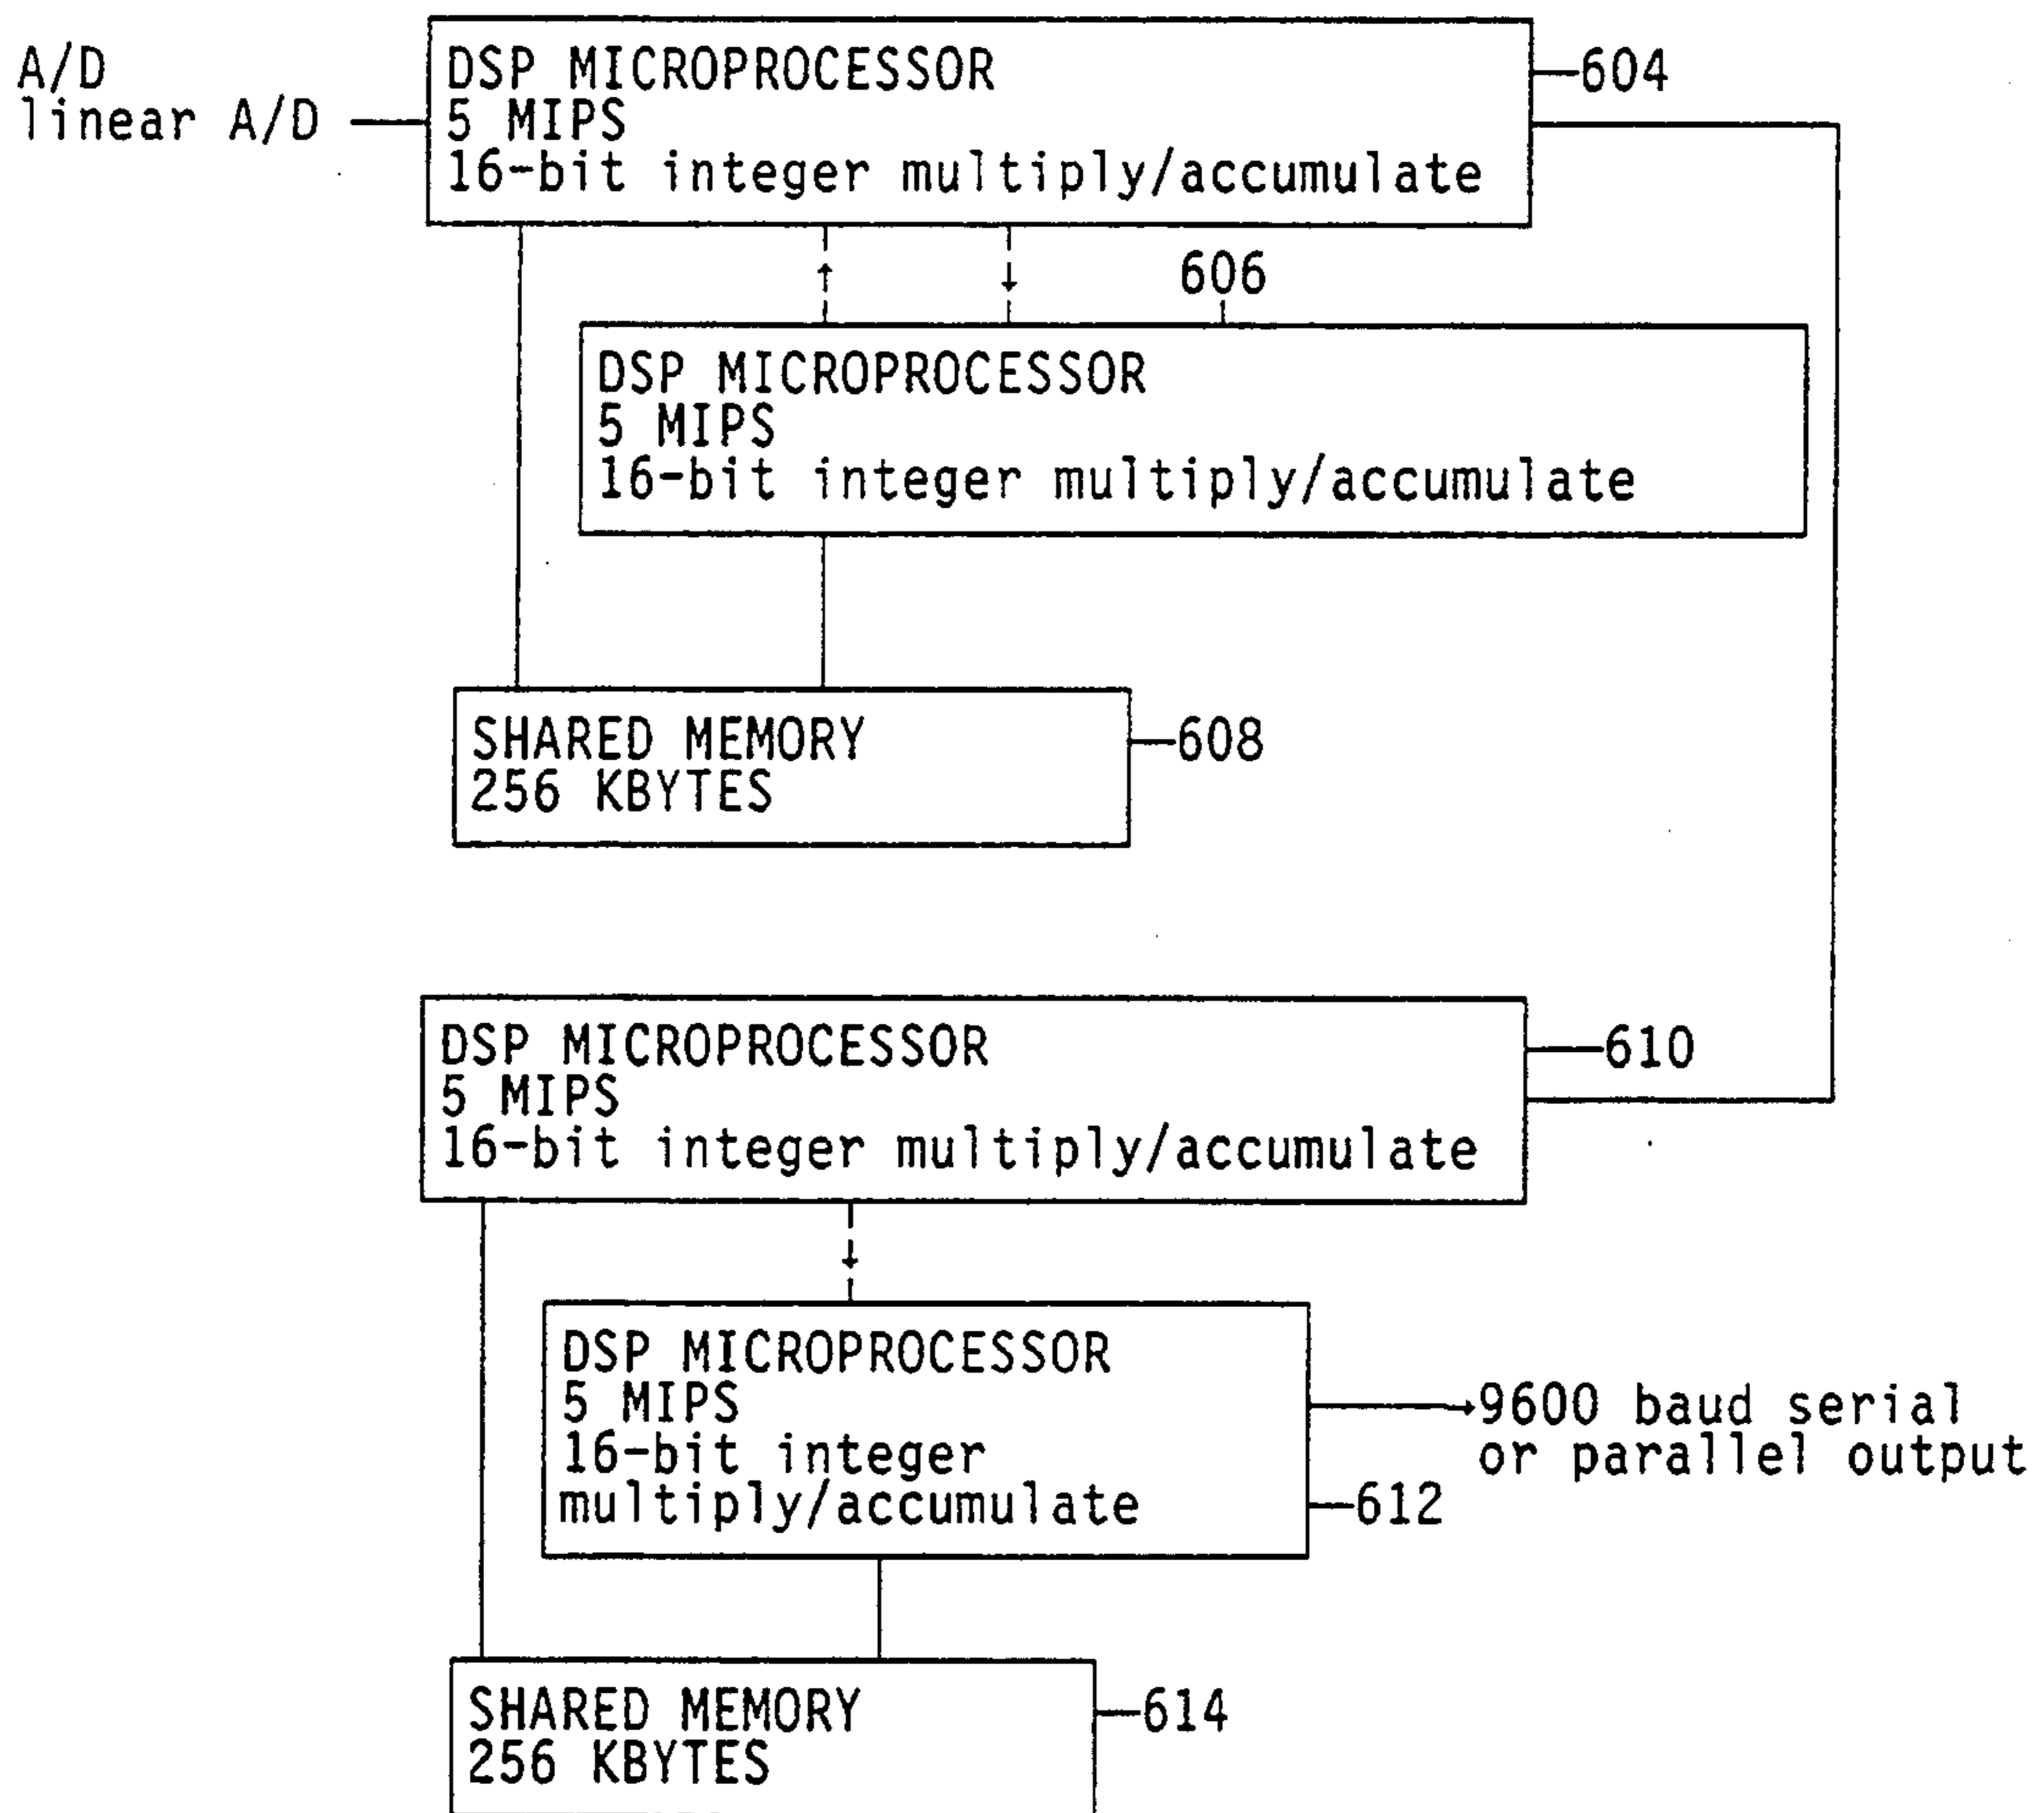 A/D
linear A/D
DSP MICROPROCESSOR
5 MIPS
16-bit integer multiply/accumulate
604
606
DSP MICROPROCESSOR
5 MIPS
16-bit integer multiply/accumulate
SHARED MEMORY
256 KBYTES
608
DSP MICROPROCESSOR
5 MIPS
16-bit integer multiply/accumulate
610
DSP MICROPROCESSOR
5 MIPS
16-bit integer
multiply/accumulate
9600 baud serial
or parallel output
612
SHARED MEMORY
256 KBYTES
614